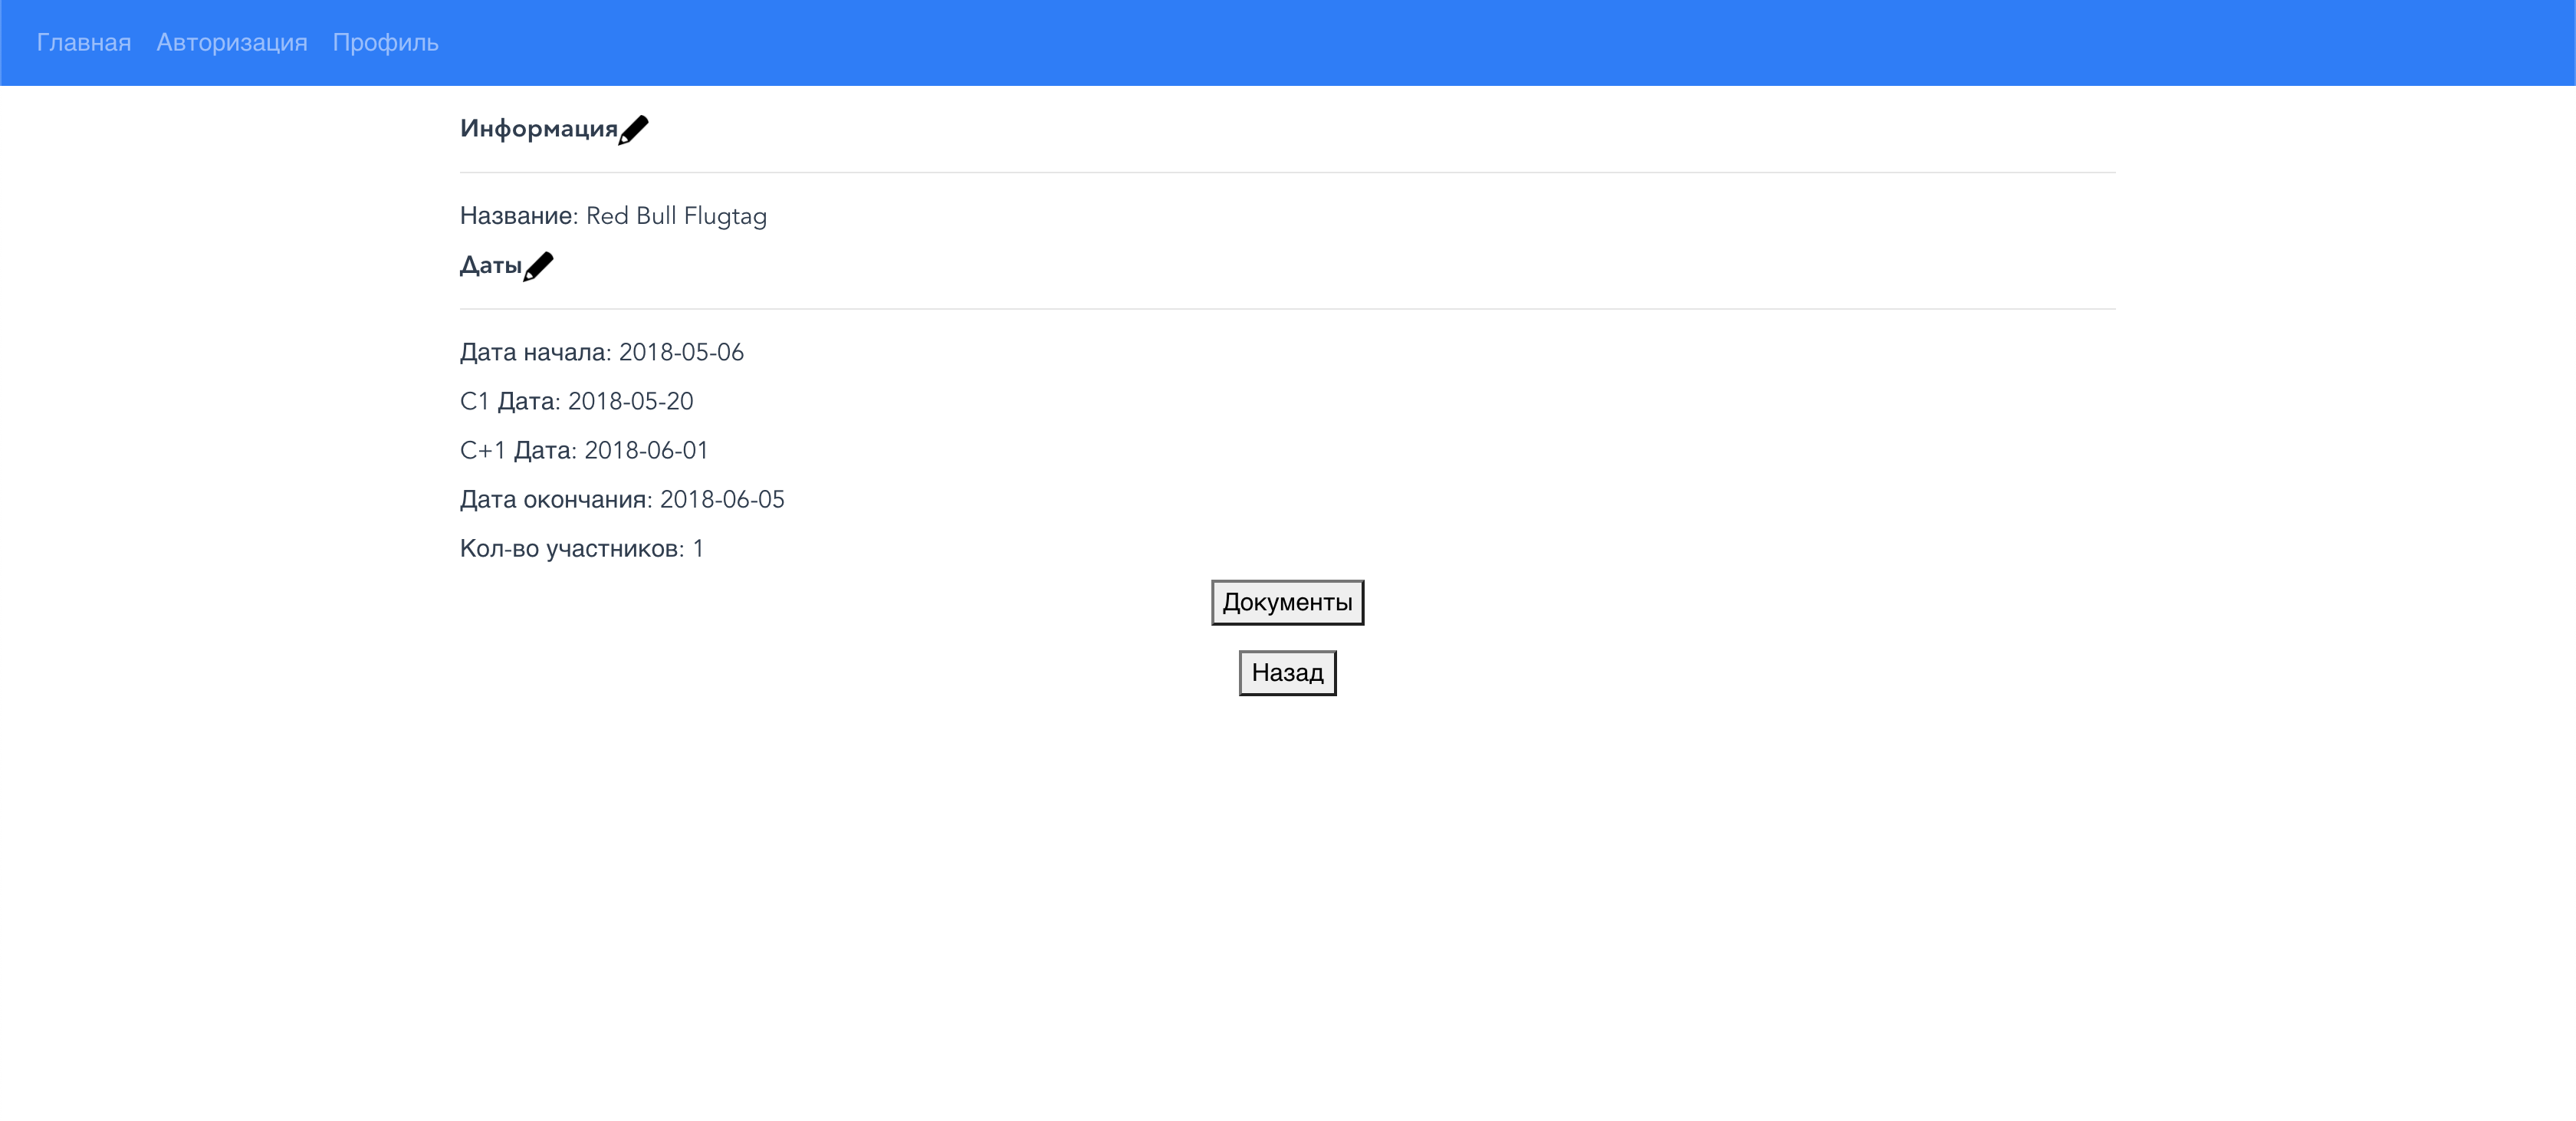 Главная Авторизация Профиль
Информация
Название: Red Bull Flugtag
Даты
Дата начала: 2018-05-06
C1 Дата: 2018-05-20
C+1 Дата: 2018-06-01
Дата окончания: 2018-06-05
Кол-во участников: 1
Документы
Назад